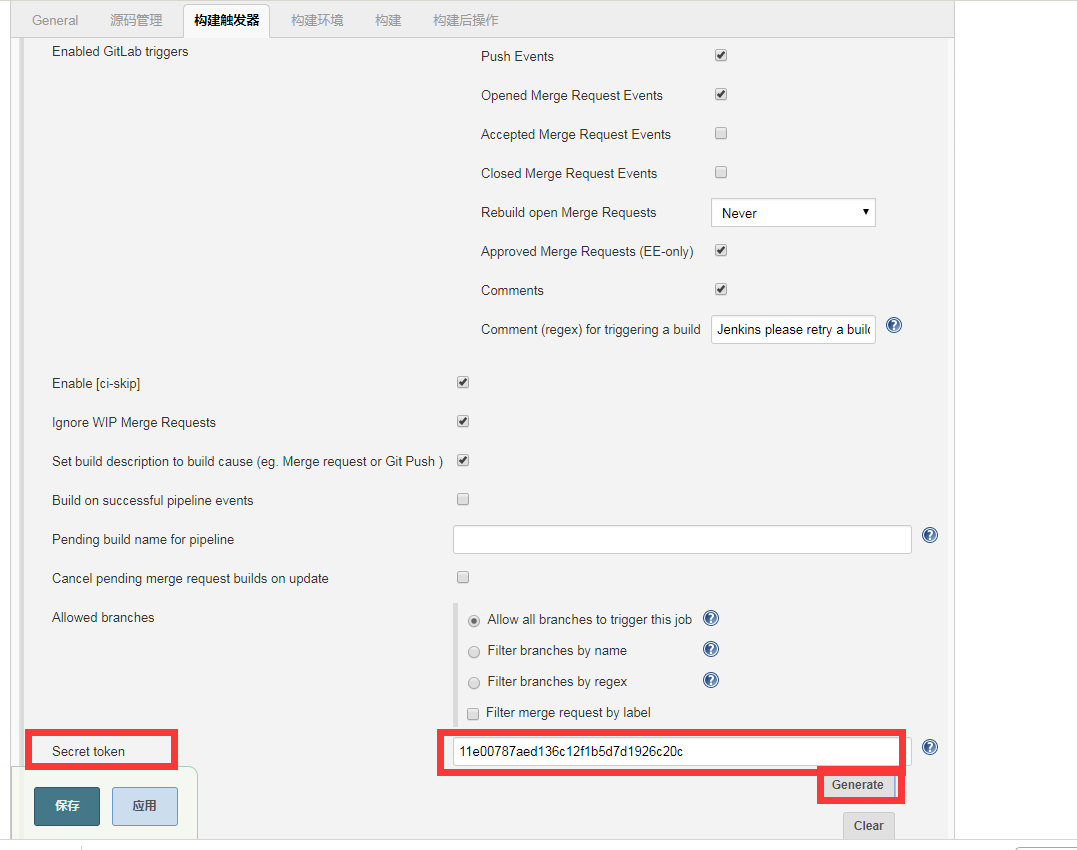 General 源码管理 构建触发器 构建环境 构建 构建后操作
Enabled GitLab triggers
Push Events
Opened Merge Request Events
Accepted Merge Request Events
Closed Merge Request Events
Rebuild open Merge Requests Never
Approved Merge Requests (EE-only)
Comments
Comment (regex) for triggering a build Jenkins please retry a build
Enable [ci-skip]
Ignore WIP Merge Requests
Set build description to build cause (eg. Merge request or Git Push )
Build on successful pipeline events
Pending build name for pipeline
Cancel pending merge request builds on update
Allowed branches
Allow all branches to trigger this job
Filter branches by name
Filter branches by regex
Filter merge request by label
Secret token 11e00787aed136c12f1b5d7d1926c20c
Generate
保存 应用
Clear